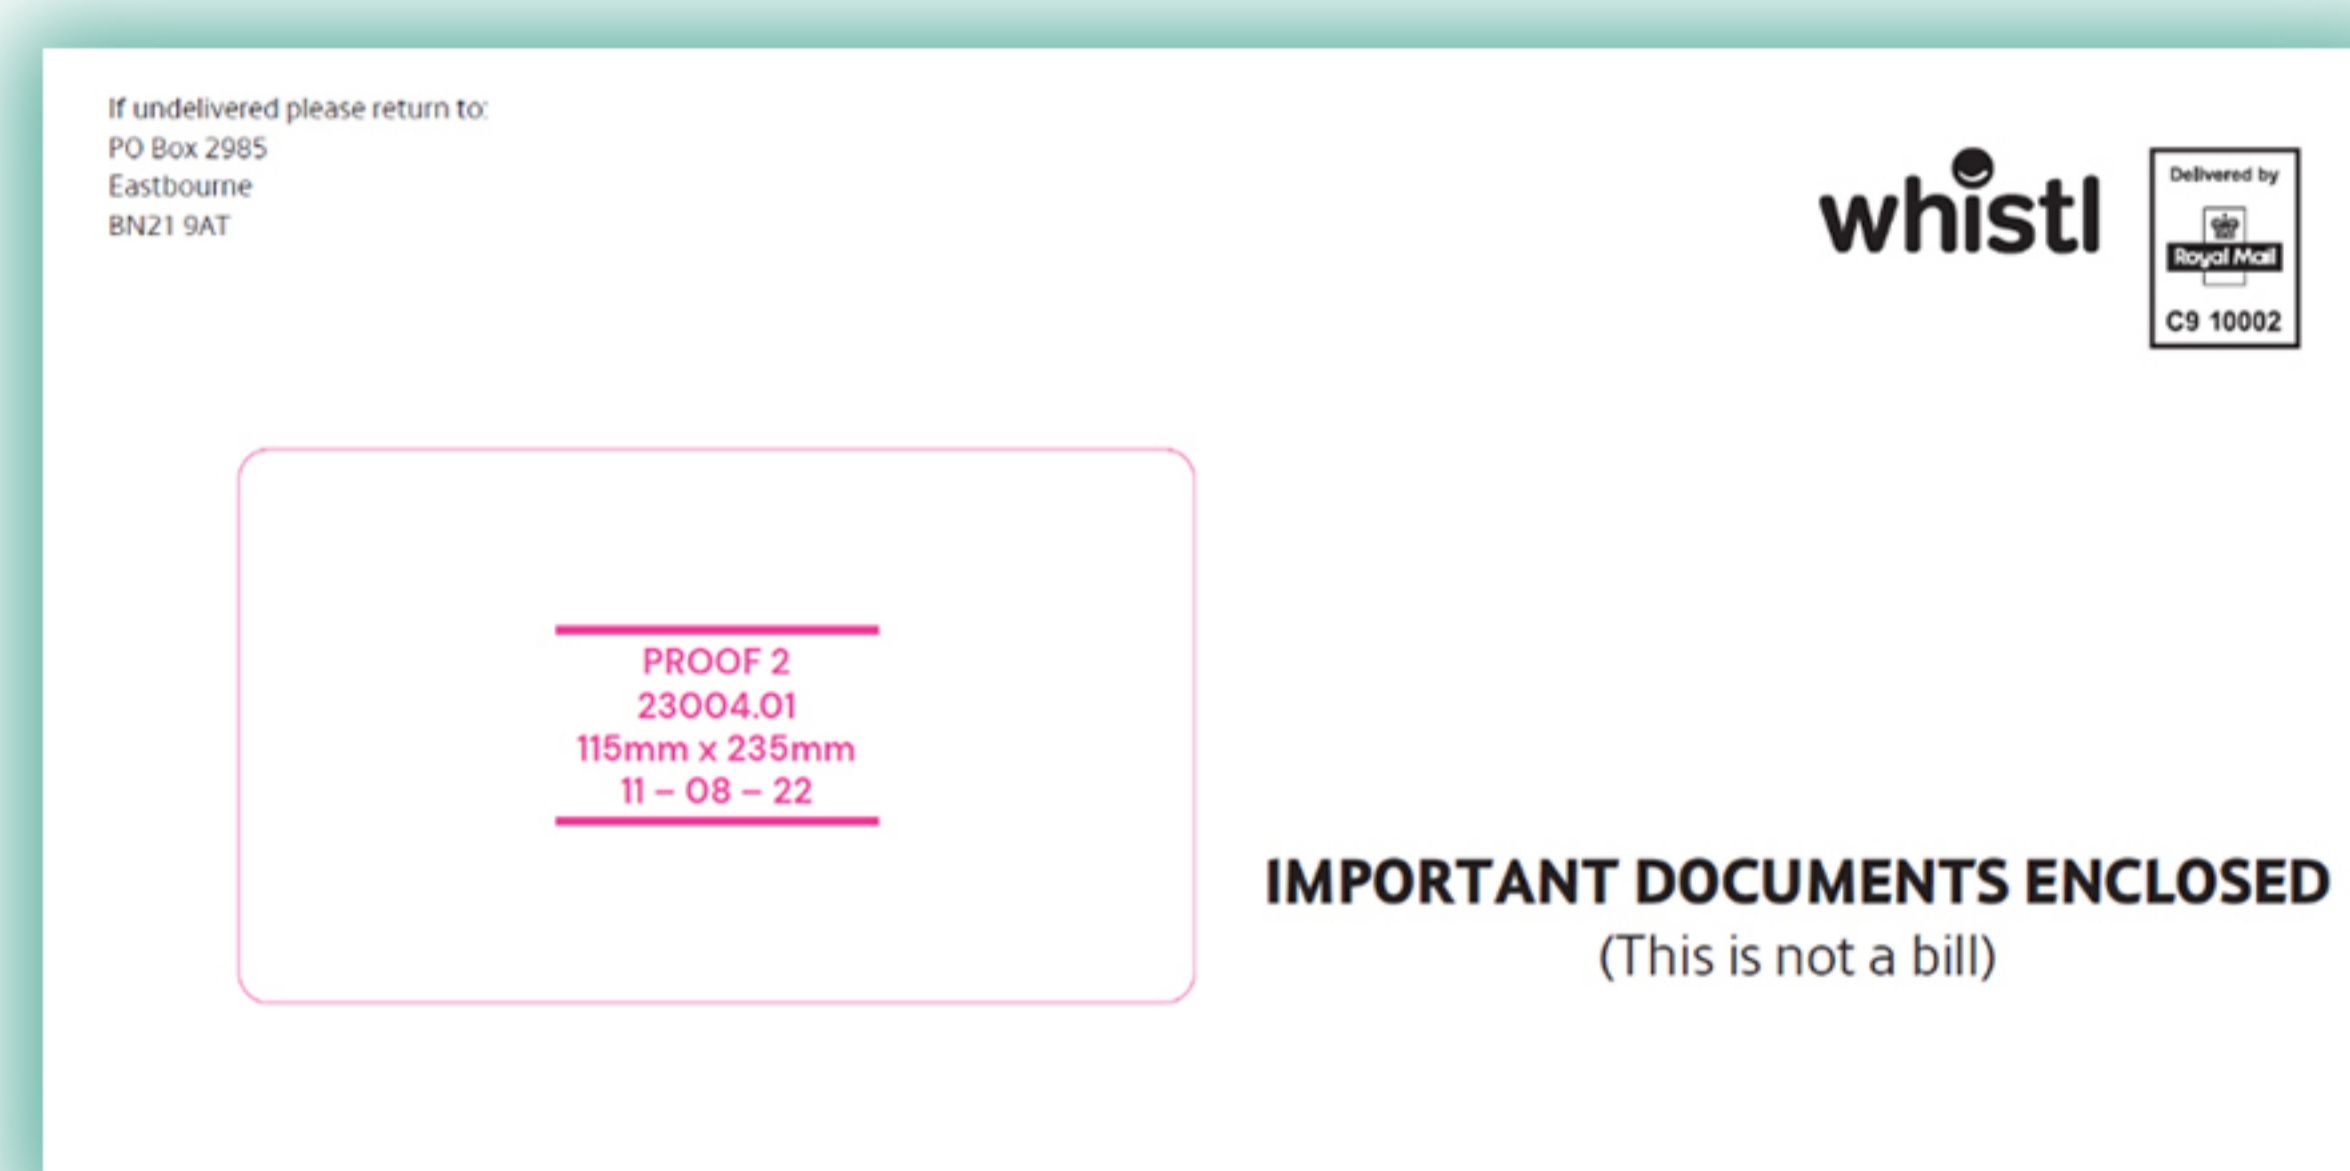 If undelivered please return to:
PO Box 2985
Eastbourne
BN21 9AT
whistl
Delivered by
Royal Mail
C9 10002
PROOF 2
23004.01
115mm x 235mm
11 – 08 – 22
IMPORTANT DOCUMENTS ENCLOSED
(This is not a bill)